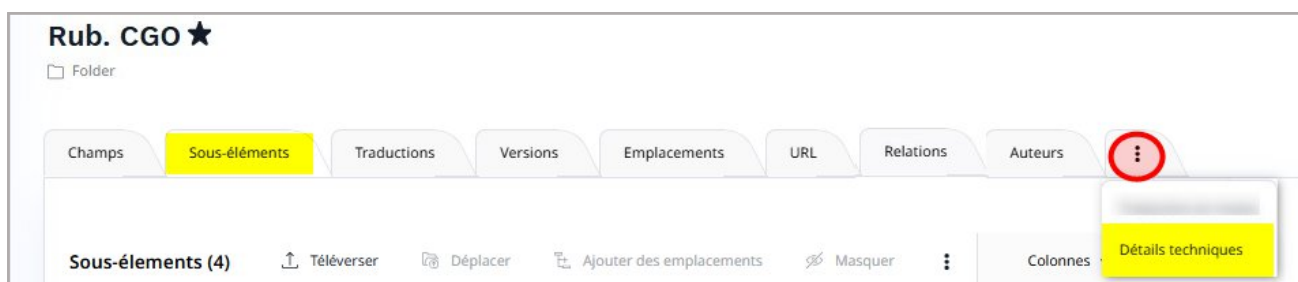 Rub. CGO
Folder
Champs Sous-éléments Traductions Versions Emplacements URL Relations Auteurs
Sous-élements (4) Téléverser Déplacer Ajouter des emplacements Masquer Colonnes
Détails techniques